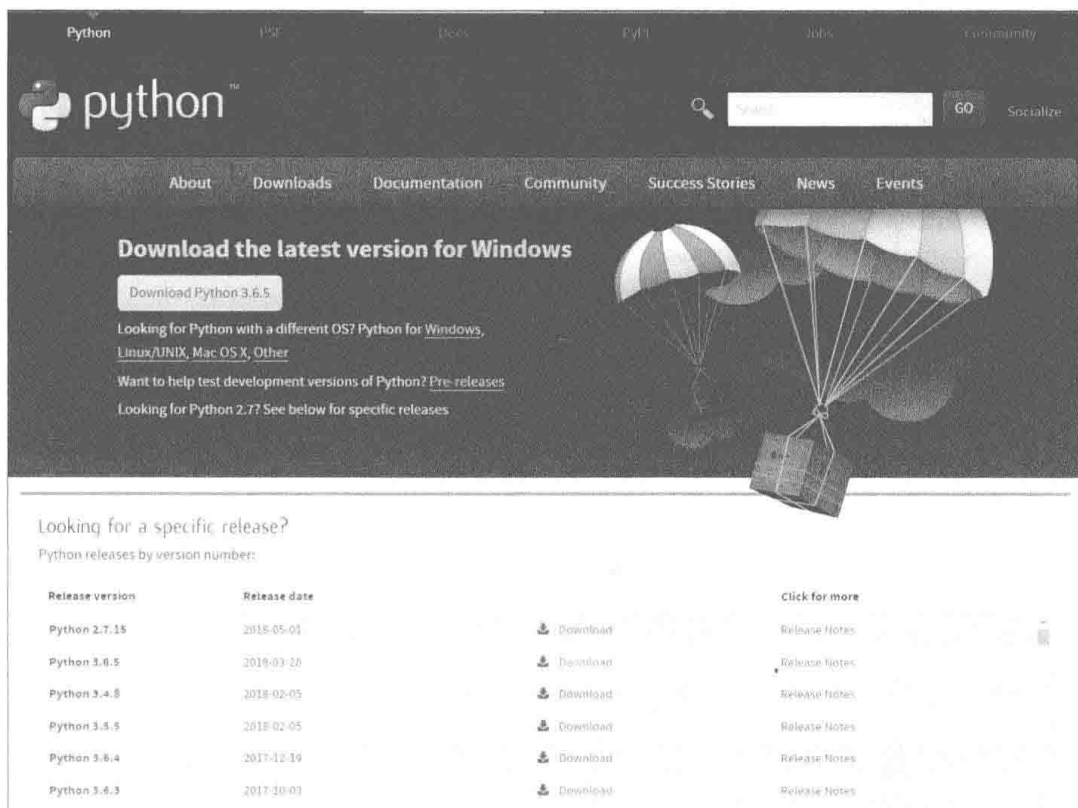 Python PSF Docs PyPI Jobs Community
python™
Search GO Socialize
About Downloads Documentation Community Success Stories News Events
Download the latest version for Windows
Download Python 3.6.5
Looking for Python with a different OS? Python for Windows,
Linux/UNIX, Mac OS X, Other
Want to help test development versions of Python? Pre-releases
Looking for Python 2.7? See below for specific releases
Looking for a specific release?
Python releases by version number:
Release version Release date Click for more
Python 2.7.15 2018-05-01 Download Release Notes
Python 3.6.5 2018-03-28 Download Release Notes
Python 3.4.8 2018-02-05 Download Release Notes
Python 3.5.5 2018-02-05 Download Release Notes
Python 3.6.4 2017-12-19 Download Release Notes
Python 3.6.3 2017-10-03 Download Release Notes